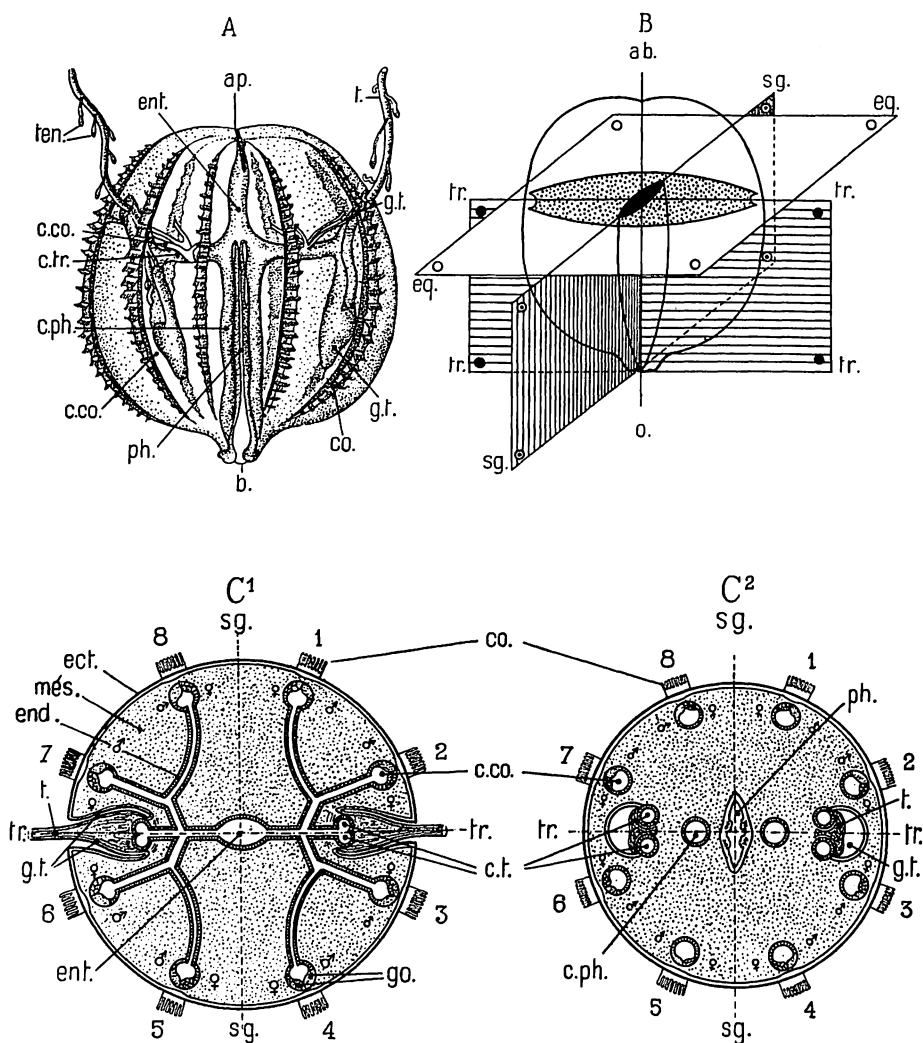 A
B
ap.
ab.
ent.
t.
sg.
eq.
ten.
g.t.
tr.
tr.
c.co.
c.tr.
eq.
c.ph.
c.co.
g.t.
tr.
tr.
ph.
co.
o.
sg.
b.
C¹
C²
sg.
sg.
8
1
co.
8
1
ect.
més.
end.
ph.
♂
♀
♀
♂
♂
♀
♀
♂
7
2
c.co.
7
2
♂
♂
♂
♂
t.
♀
♀
♀
♀
t.
tr.
tr.
tr.
tr.
g.t.
c.t.
g.t.
♀
♀
♀
♀
6
3
6
3
♂
♂
♂
♂
ent.
♂
♀
♀
♂
go.
♂
♀
♀
♂
c.ph.
5
4
5
4
sg.
sg.